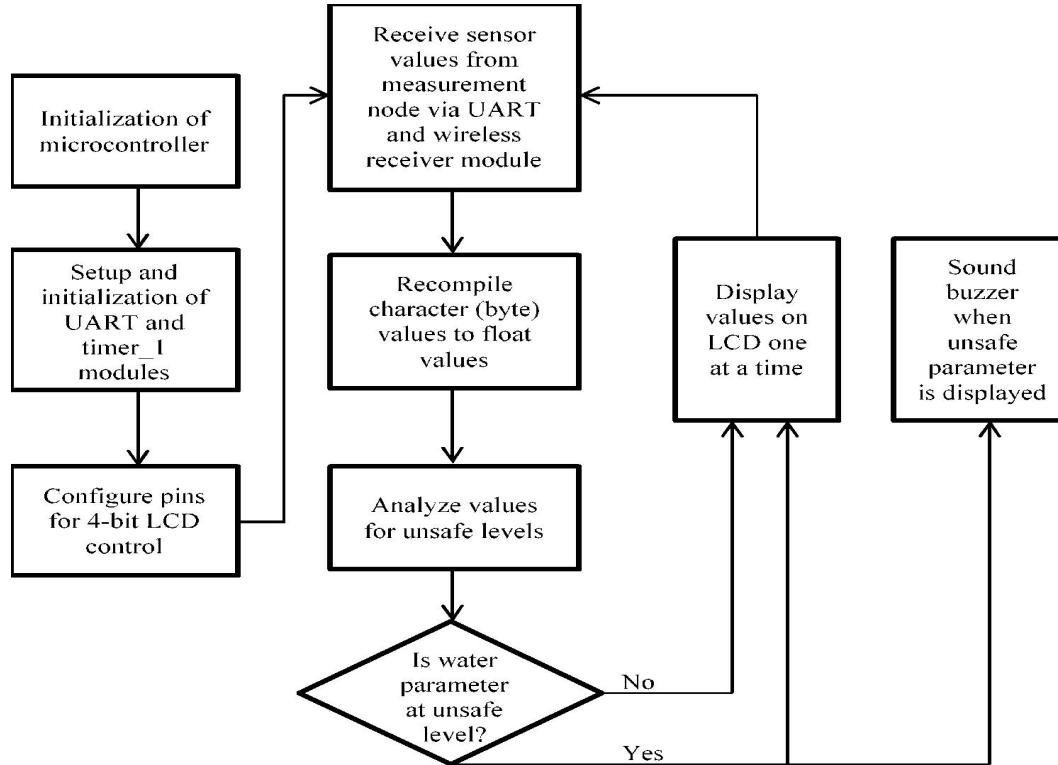 Initialization of
microcontroller
Setup and
initialization of
UART and
timer_1
modules
Configure pins
for 4-bit LCD
control
Receive sensor
values from
measurement
node via UART
and wireless
receiver module
Recompile
character (byte)
values to float
values
Analyze values
for unsafe levels
Is water
parameter
at unsafe
level?
No
Yes
Display
values on
LCD one
at a time
Sound
buzzer
when
unsafe
parameter
is displayed